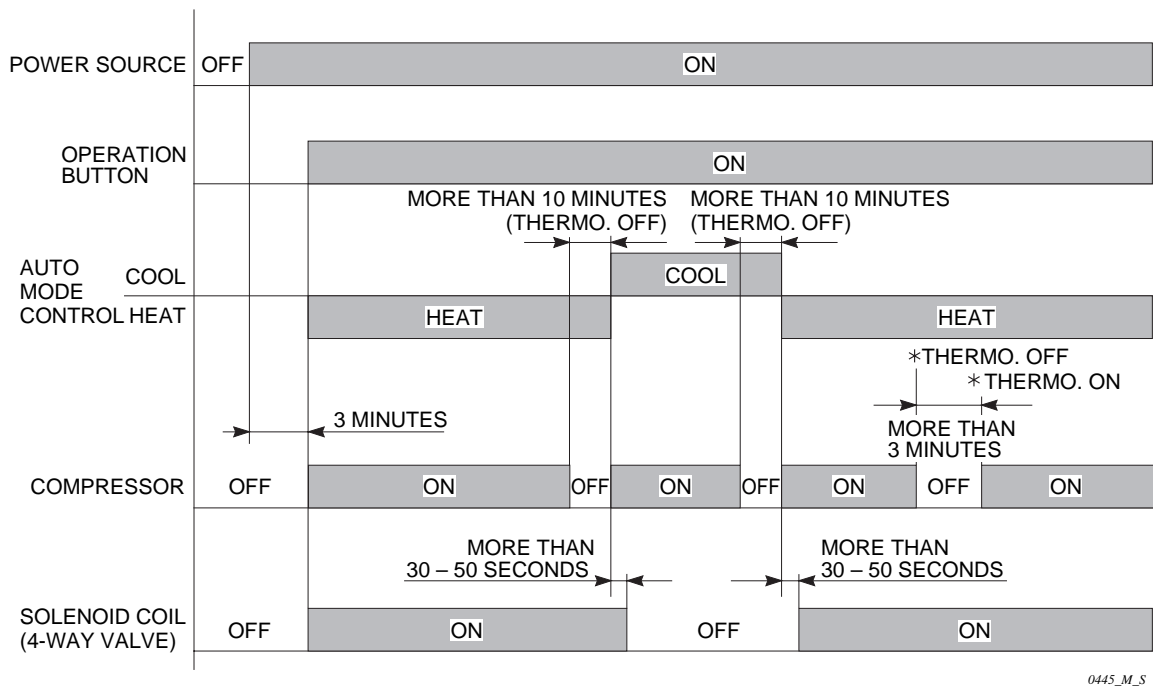 POWER SOURCE OFF ON
OPERATION
BUTTON
ON
MORE THAN 10 MINUTES
(THERMO. OFF)
MORE THAN 10 MINUTES
(THERMO. OFF)
AUTO
MODE
CONTROL
COOL
HEAT
COOL
HEAT
HEAT
*THERMO. OFF
*THERMO. ON
3 MINUTES
MORE THAN
3 MINUTES
COMPRESSOR OFF ON OFF ON OFF ON OFF ON
MORE THAN
30 – 50 SECONDS
MORE THAN
30 – 50 SECONDS
SOLENOID COIL
(4-WAY VALVE)
OFF ON OFF ON
0445_M_S